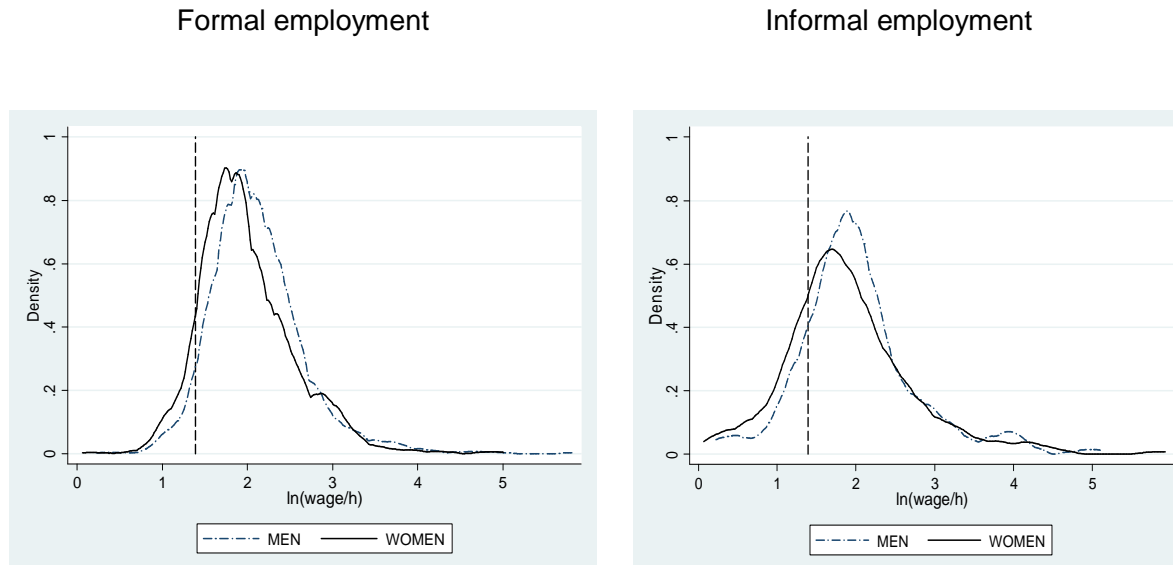 Formal employment
Informal employment
1
.8
.6
.4
.2
0
Density
0 1 2 3 4 5
ln(wage/h)
MEN WOMEN
1
.8
.6
.4
.2
0
Density
0 1 2 3 4 5
ln(wage/h)
MEN WOMEN